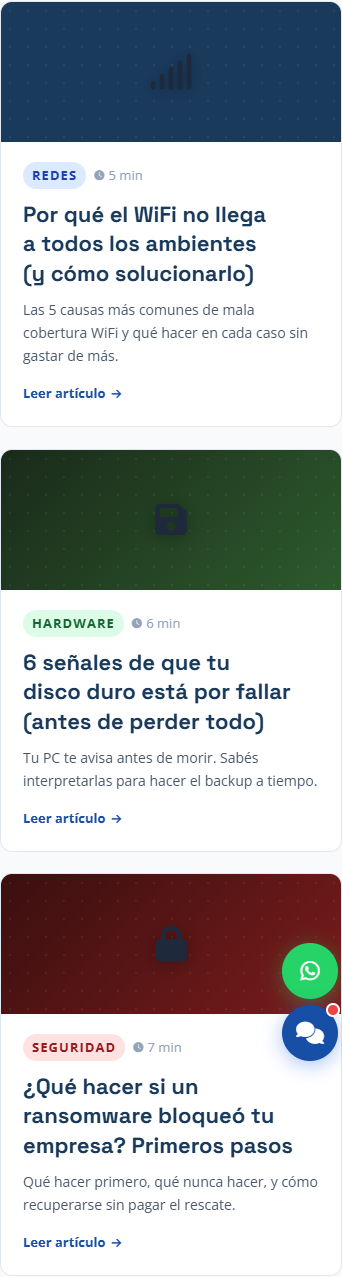 REDES 5 min
Por qué el WiFi no llega
a todos los ambientes
(y cómo solucionarlo)
Las 5 causas más comunes de mala
cobertura WiFi y qué hacer en cada caso sin
gastar de más.
Leer artículo →
HARDWARE 6 min
6 señales de que tu
disco duro está por fallar
(antes de perder todo)
Tu PC te avisa antes de morir. Sabés
interpretarlas para hacer el backup a tiempo.
Leer artículo →
SEGURIDAD 7 min
¿Qué hacer si un
ransomware bloqueó tu
empresa? Primeros pasos
Qué hacer primero, qué nunca hacer, y cómo
recuperarse sin pagar el rescate.
Leer artículo →